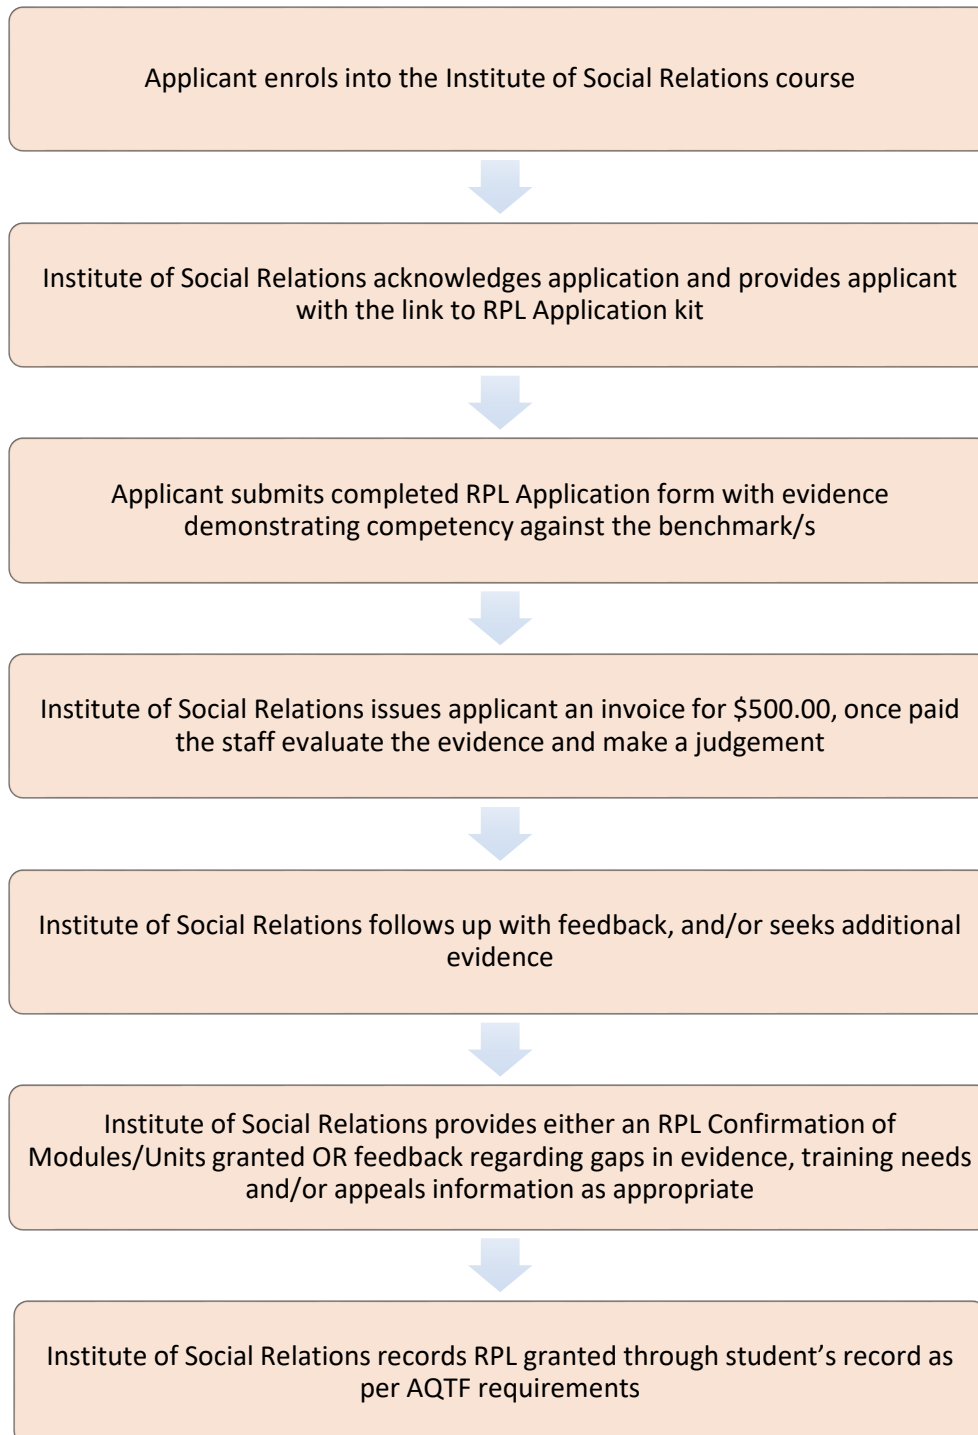 Applicant enrols into the Institute of Social Relations course
Institute of Social Relations acknowledges application and provides applicant
with the link to RPL Application kit
Applicant submits completed RPL Application form with evidence
demonstrating competency against the benchmark/s
Institute of Social Relations issues applicant an invoice for $500.00, once paid
the staff evaluate the evidence and make a judgement
Institute of Social Relations follows up with feedback, and/or seeks additional
evidence
Institute of Social Relations provides either an RPL Confirmation of
Modules/Units granted OR feedback regarding gaps in evidence, training needs
and/or appeals information as appropriate
Institute of Social Relations records RPL granted through student’s record as
per AQTF requirements